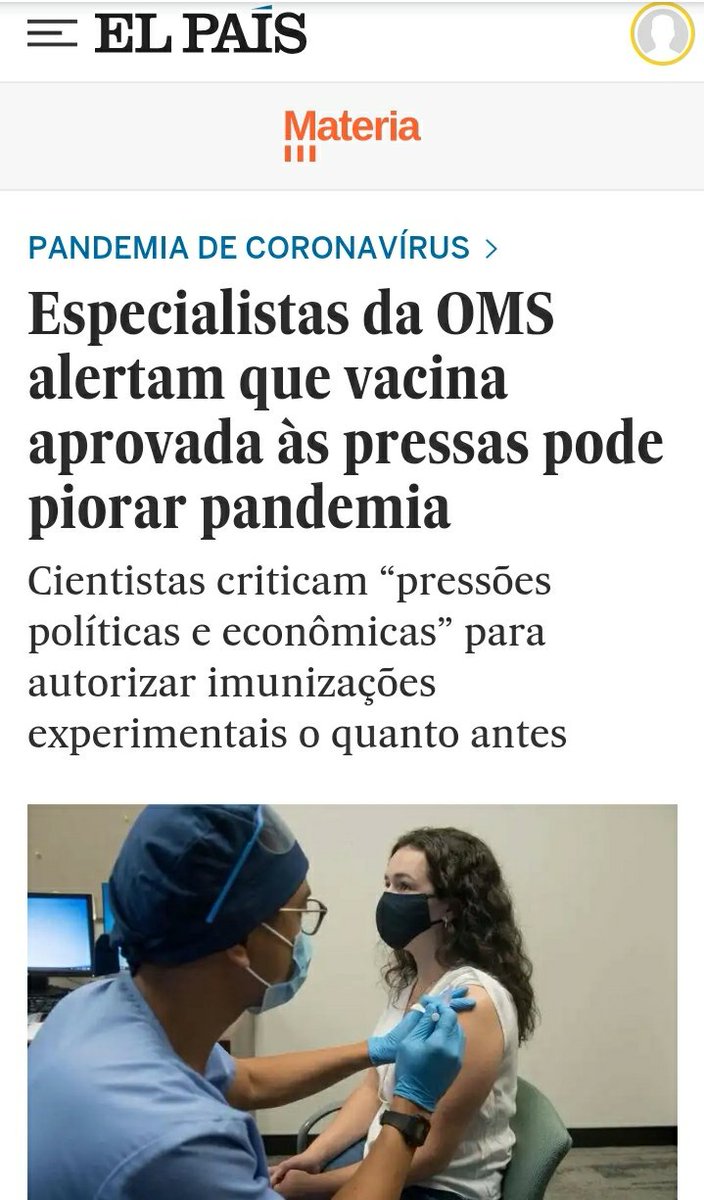 EL PAÍS
Materia
PANDEMIA DE CORONAVÍRUS >
Especialistas da OMS
alertam que vacina
aprovada às pressas pode
piorar pandemia
Cientistas criticam “pressões
políticas e econômicas” para
autorizar imunizações
experimentais o quanto antes